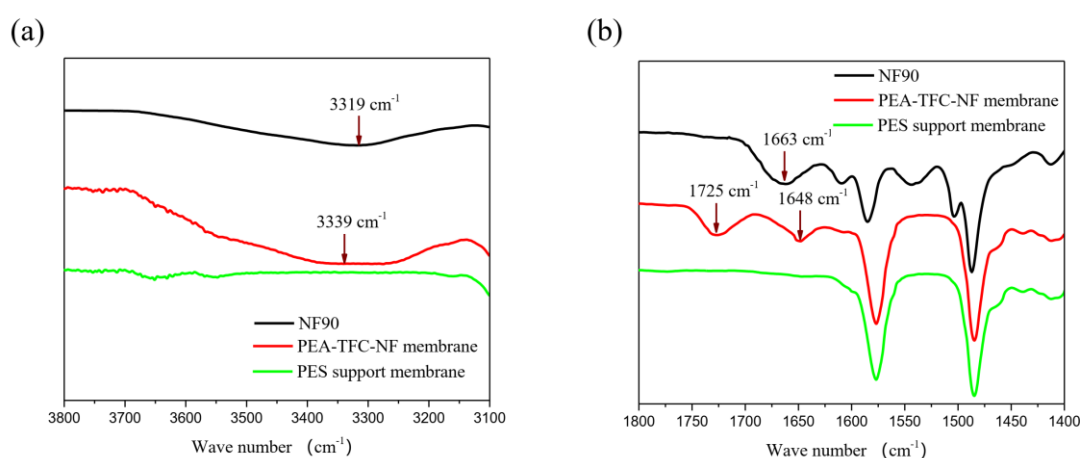 (a)
3319 cm⁻¹
3339 cm⁻¹
NF90
PEA-TFC-NF membrane
PES support membrane
3800 3700 3600 3500 3400 3300 3200 3100
Wave number (cm⁻¹)
(b)
NF90
PEA-TFC-NF membrane
PES support membrane
1663 cm⁻¹
1725 cm⁻¹
1648 cm⁻¹
1800 1750 1700 1650 1600 1550 1500 1450 1400
Wave number (cm⁻¹)